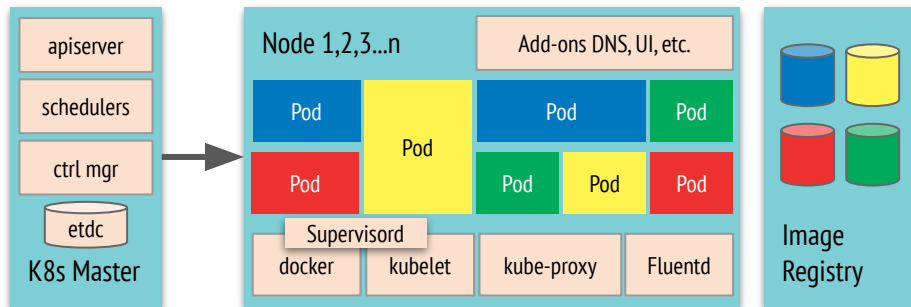 apiserver
schedulers
ctrl mgr
etdc
K8s Master
Node 1,2,3...n
Add-ons DNS, UI, etc.
Pod
Pod
Pod
Pod
Pod
Pod
Pod
Pod
Supervisord
docker
kubelet
kube-proxy
Fluentd
Image
Registry